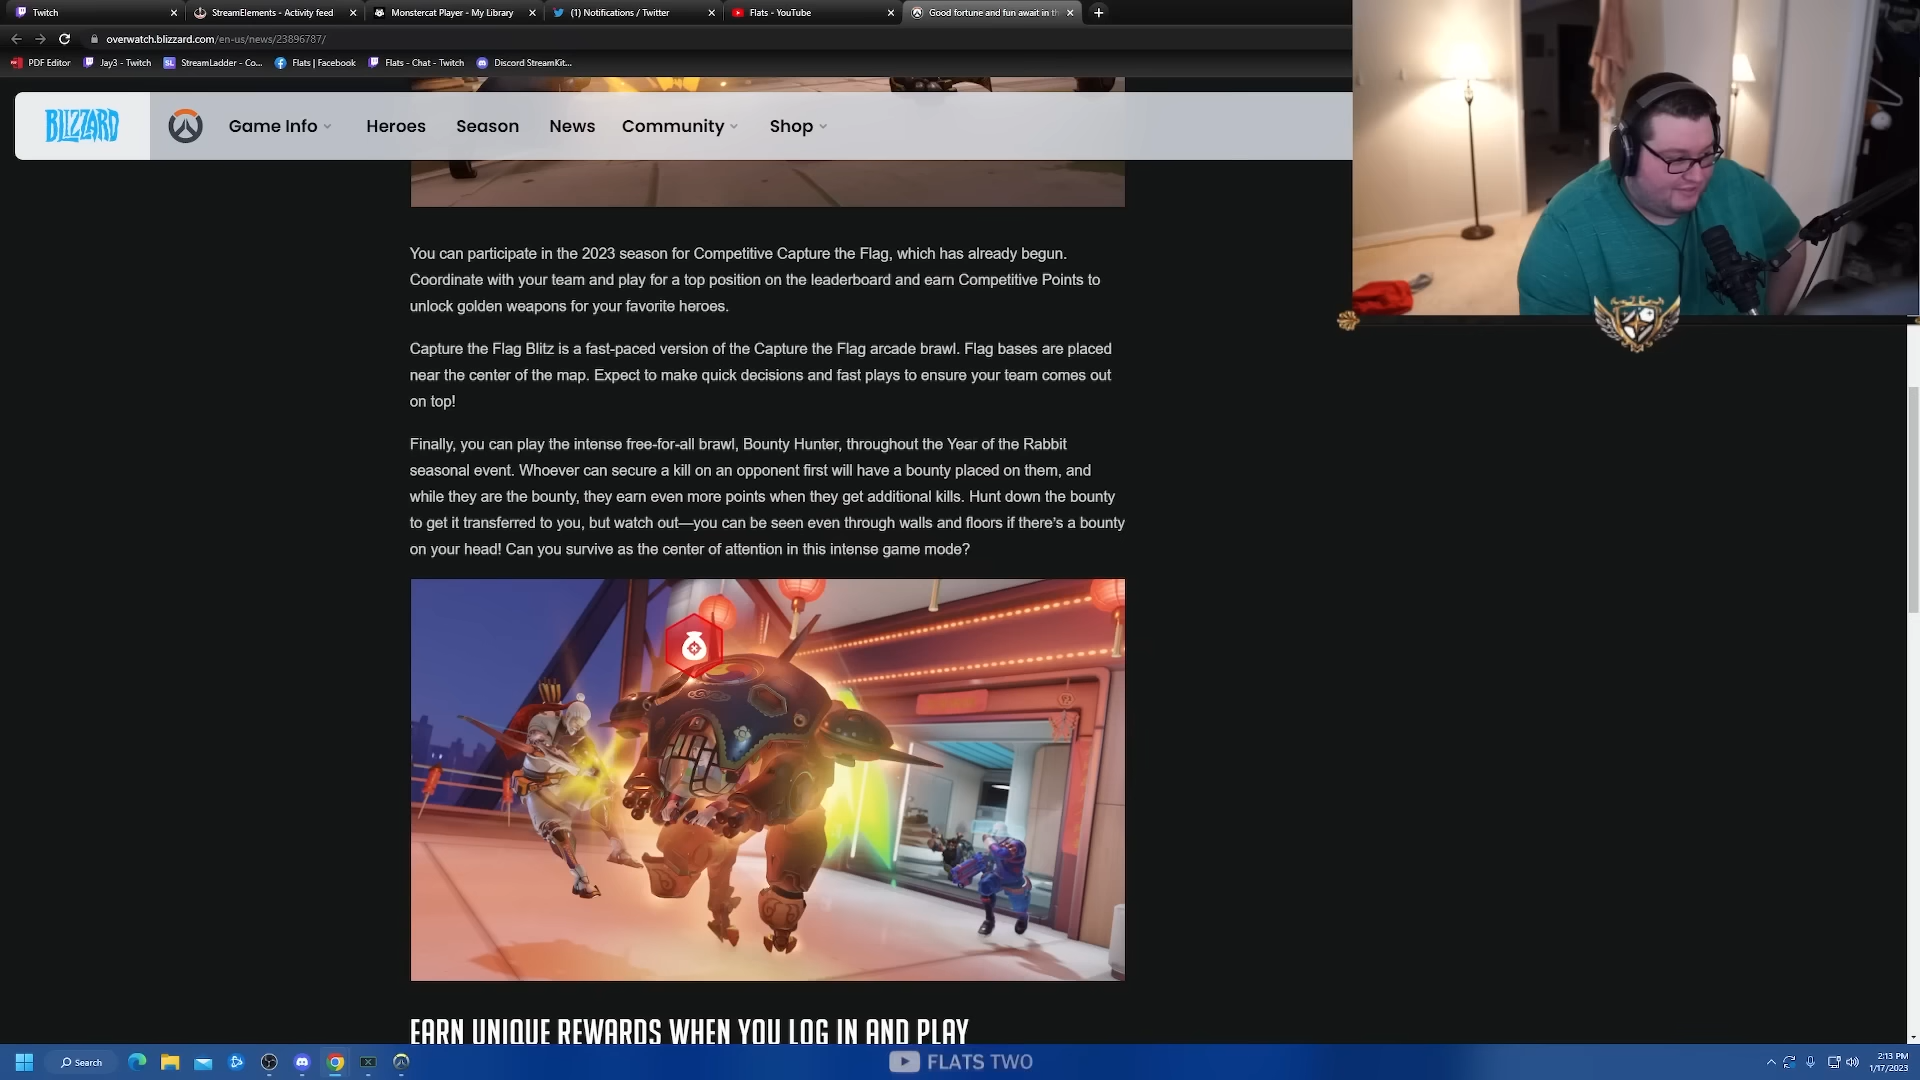 Twitch
StreamElements - Activity feed
Monstercat Player - My Library
(1) Notifications / Twitter
Flats - YouTube
Good fortune and fun await in th
overwatch.blizzard.com/en-us/news/23896787/
PDF Editor
Jay3 - Twitch
StreamLadder - Co...
Flats | Facebook
Flats - Chat - Twitch
Discord StreamKit...
BLIZZARD
Game Info
Heroes
Season
News
Community
Shop
You can participate in the 2023 season for Competitive Capture the Flag, which has already begun.
Coordinate with your team and play for a top position on the leaderboard and earn Competitive Points to
unlock golden weapons for your favorite heroes.
Capture the Flag Blitz is a fast-paced version of the Capture the Flag arcade brawl. Flag bases are placed
near the center of the map. Expect to make quick decisions and fast plays to ensure your team comes out
on top!
Finally, you can play the intense free-for-all brawl, Bounty Hunter, throughout the Year of the Rabbit
seasonal event. Whoever can secure a kill on an opponent first will have a bounty placed on them, and
while they are the bounty, they earn even more points when they get additional kills. Hunt down the bounty
to get it transferred to you, but watch out—you can be seen even through walls and floors if there’s a bounty
on your head! Can you survive as the center of attention in this intense game mode?
EARN UNIQUE REWARDS WHEN YOU LOG IN AND PLAY
Search
FLATS TWO
2:13 PM
1/17/2023